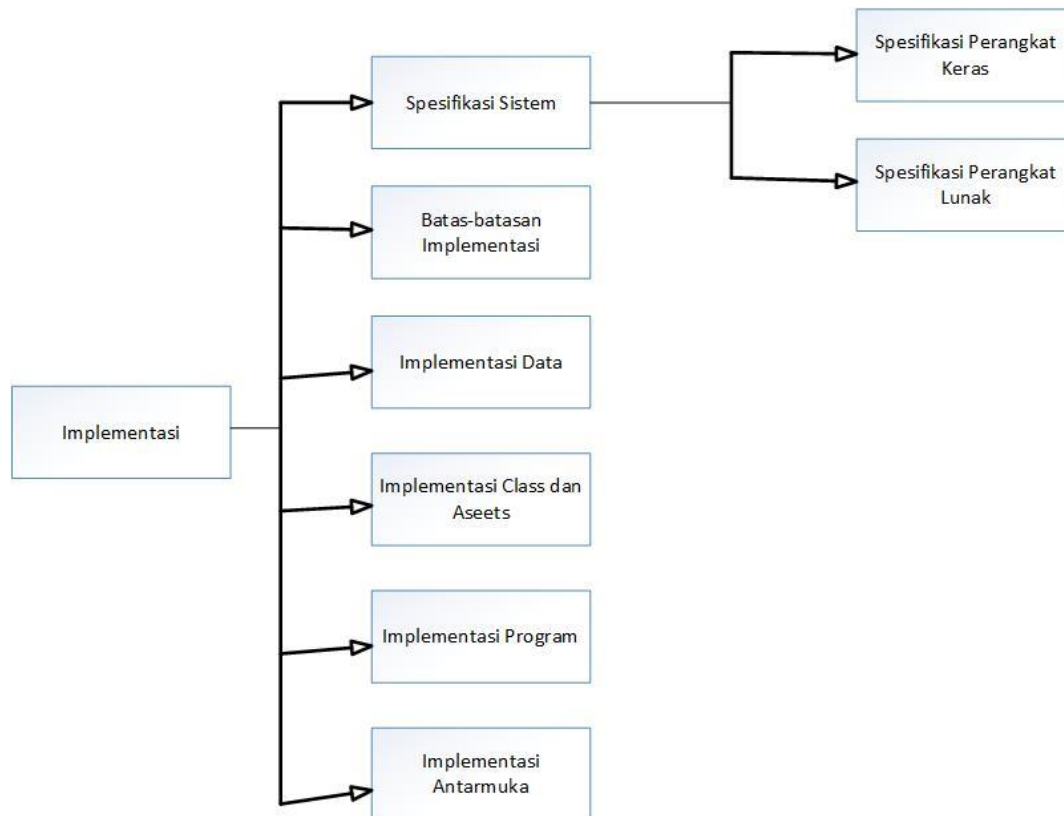 Spesifikasi Perangkat
Keras
Spesifikasi Sistem
Spesifikasi Perangkat
Lunak
Batas-batasan
Implementasi
Implementasi Data
Implementasi
Implementasi Class dan
Aseets
Implementasi Program
Implementasi
Antarmuka